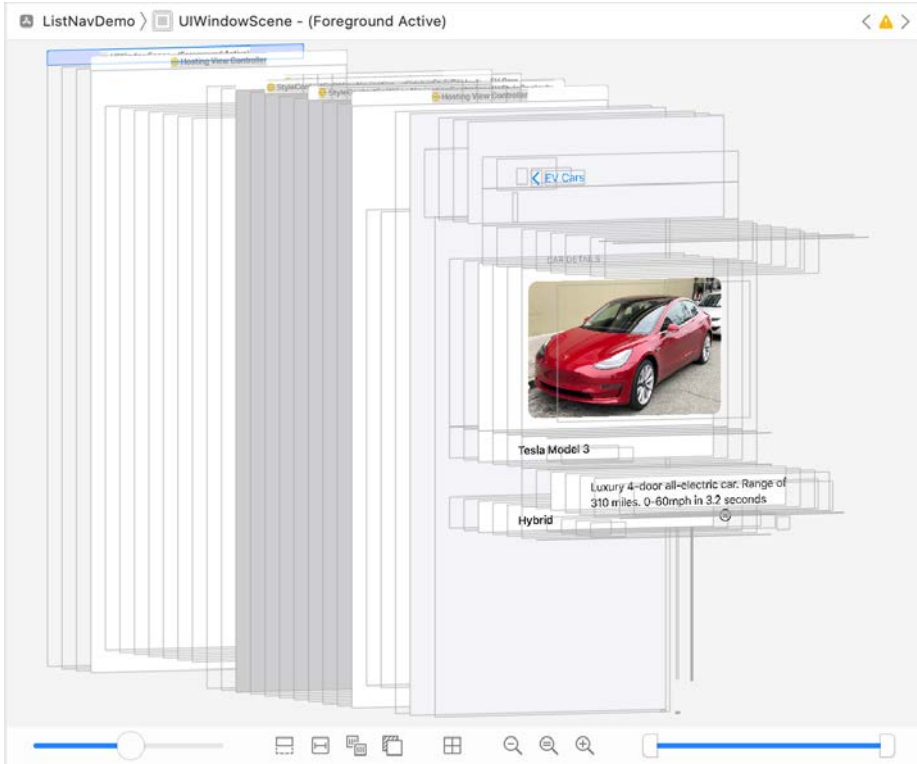 ListNavDemo 〉 UIWindowScene - (Foreground Active)
Hosting View Controller
Hosting View Controller
EV Cars
CAR DETAILS
Tesla Model 3
Luxury 4-door all-electric car. Range of
310 miles. 0-60mph in 3.2 seconds
Hybrid